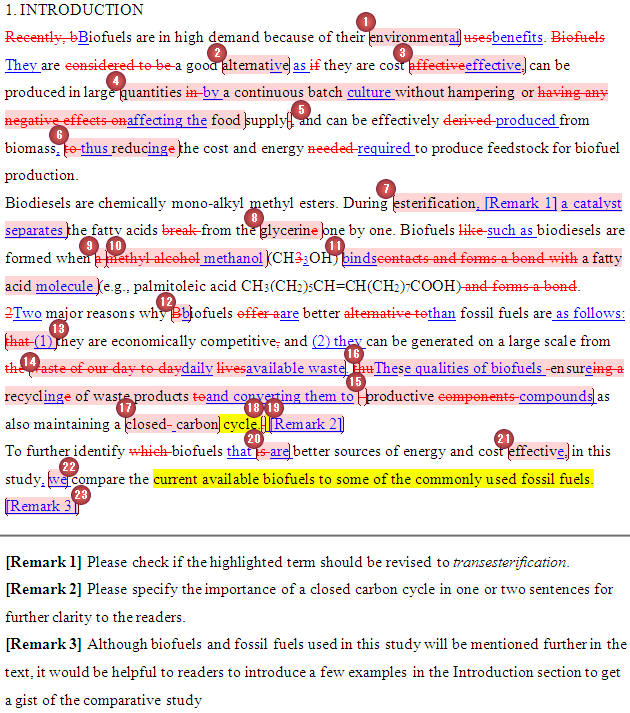 1. INTRODUCTION
1
Recently, bBiofuels are in high demand because of their environmental usesbenefits. Biofuels
2 3
They are considered to be a good alternative as if they are cost affectiveeffective, can be
4
produced in large quantities in by a continuous batch culture without hampering or having any
5
negative effects onaffecting the food supply, and can be effectively derived produced from
6
biomass, to thus reducinge the cost and energy needed required to produce feedstock for biofuel
production.
7
Biodiesels are chemically mono-alkyl methyl esters. During esterification, [Remark 1] a catalyst
8
separates the fatty acids break from the glycerine one by one. Biofuels like such as biodiesels are
9 10 11
formed when a methyl alcohol methanol (CH33OH) bindscontacts and forms a bond with a fatty
acid molecule (e.g., palmitoleic acid CH3(CH2)5CH=CH(CH2)7COOH) and forms a bond.
12
2Two major reasons why Bbiofuels offer aare better alternative tothan fossil fuels are as follows:
13
that (1) they are economically competitive, and (2) they can be generated on a large scale from
14 16
the waste of our day to daydaily livesavailable waste. thuThese qualities of biofuels -ensureing a
15
recyclinge of waste products toand converting them to -productive components compounds as
17 18 19
also maintaining a closed- carbon cycle. [Remark 2]
20 21
To further identify which biofuels that is are better sources of energy and cost effective, in this
22
study, we compare the current available biofuels to some of the commonly used fossil fuels.
23
[Remark 3]
[Remark 1] Please check if the highlighted term should be revised to transesterification.
[Remark 2] Please specify the importance of a closed carbon cycle in one or two sentences for
further clarity to the readers.
[Remark 3] Although biofuels and fossil fuels used in this study will be mentioned further in the
text, it would be helpful to readers to introduce a few examples in the Introduction section to get
a gist of the comparative study